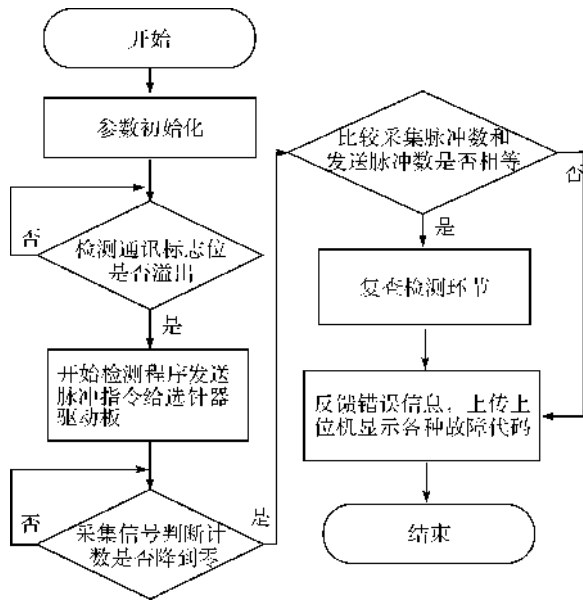 开始
参数初始化
否
检测通讯标志位
是否溢出
是
开始检测程序发送
脉冲指令给选针器
驱动板
否
采集信号判断计
数是否降到零
是
比较采集脉冲数和
发送脉冲数是否相等
否
是
复查检测环节
反馈错误信息，上传上
位机显示各种故障代码
结束